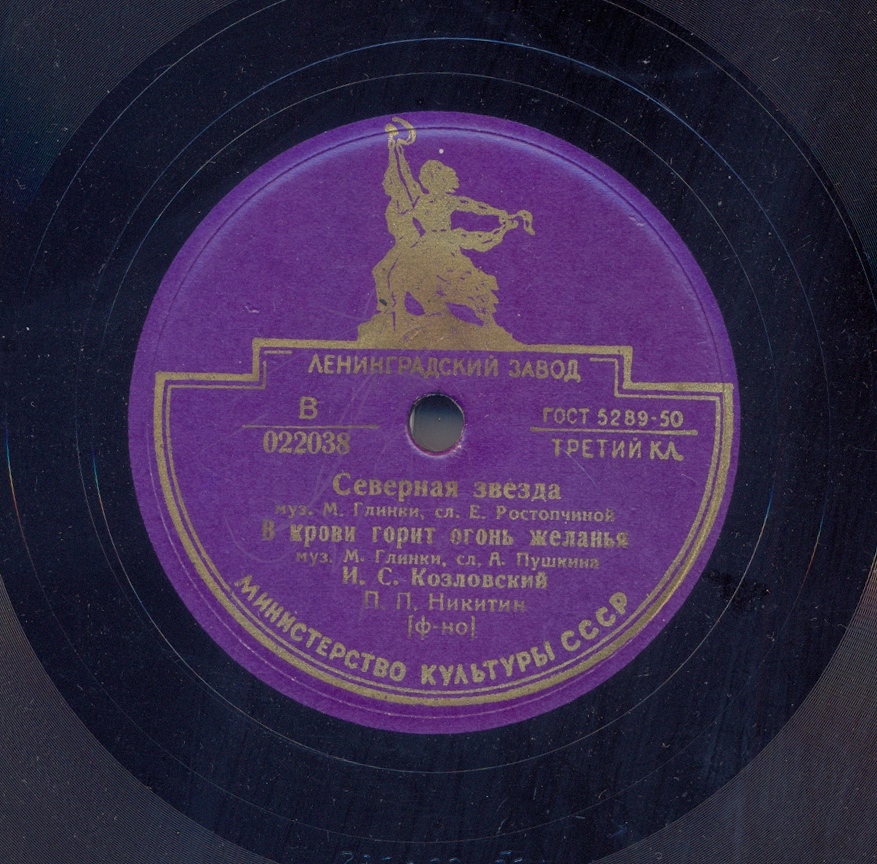 ЛЕНИНГРАДСКИЙ ЗАВОД
В
022038
ГОСТ 5289-50
ТРЕТИЙ КЛ.
Северная звезда
муз. М. Глинки, сл. Е. Ростопчиной
В крови горит огонь желанья
муз. М. Глинки, сл. А. Пушкина
И. С. Козловский
П. П. Никитин
[ф-но]
МИНИСТЕРСТВО КУЛЬТУРЫ СССР